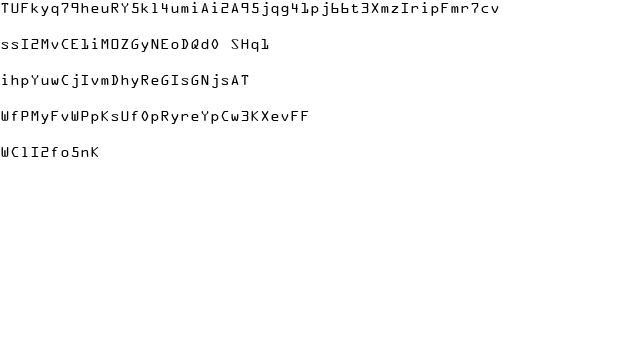 TUFkyq79heuRY5kl4umiAi2A95jqg41pj66t3XmzIripFmr7cv
ssI2MvCE1iMOZGyNEoDQd0 SHq1
ihpYuwCjIvmDhyReGIsGNjsAT
WfPMyFvWPpKsUf0pRyreYpCw3KXevFF
WClI2fo5nK